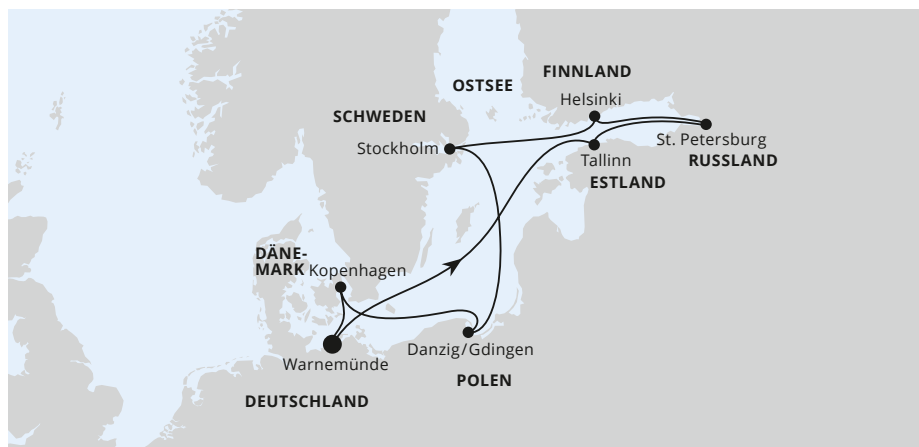 FINNLAND
OSTSEE
Helsinki
SCHWEDEN
Stockholm
St. Petersburg
RUSSLAND
Tallinn
ESTLAND
DÄNE-
MARK
Kopenhagen
Danzig/Gdingen
Warnemünde
POLEN
DEUTSCHLAND